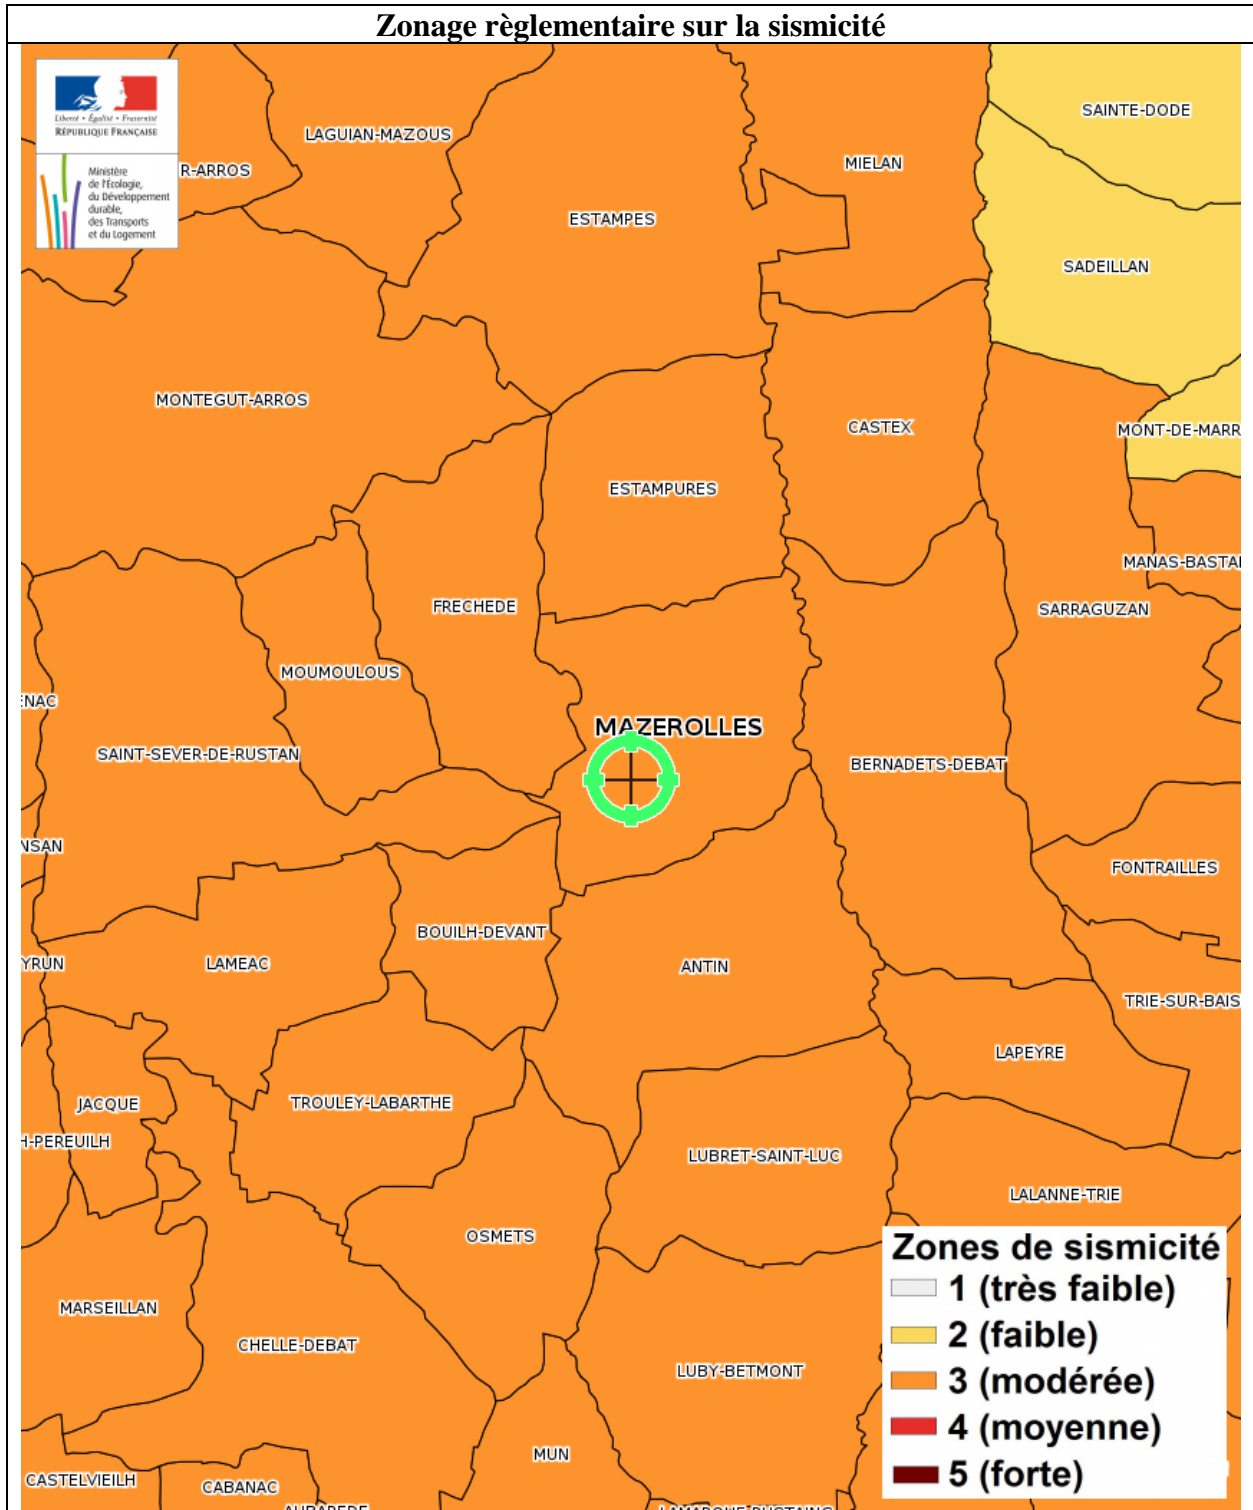 Zonage règlementaire sur la sismicité
Liberté • Égalité • Fraternité
RÉPUBLIQUE FRANÇAISE
Ministère
de l'Écologie,
du Développement
durable,
des Transports
et du Logement
R-ARROS
LAGUIAN-MAZOUS
SAINTE-DODE
MIELAN
ESTAMPES
SADEILLAN
MONTEGUT-ARROS
CASTEX
MONT-DE-MARR
ESTAMPURES
MANAS-BASTA
FRECHEDE
SARRAGUZAN
MOUMOULOUS
ENAC
MAZEROLLES
SAINT-SEVER-DE-RUSTAN
BERNADETS-DEBAT
NSAN
FONTRAILLES
BOUILH-DEVANT
YRUN
LAMEAC
ANTIN
TRIE-SUR-BAIS
LAPEYRE
JACQUE
TROULEY-LABARTHE
H-PEREUILH
LUBRET-SAINT-LUC
LALANNE-TRIE
OSMETS
MARSEILLAN
CHELLE-DEBAT
LUBY-BETMONT
MUN
CASTELVIEILH
CABANAC
Zones de sismicité
1 (très faible)
2 (faible)
3 (modérée)
4 (moyenne)
5 (forte)